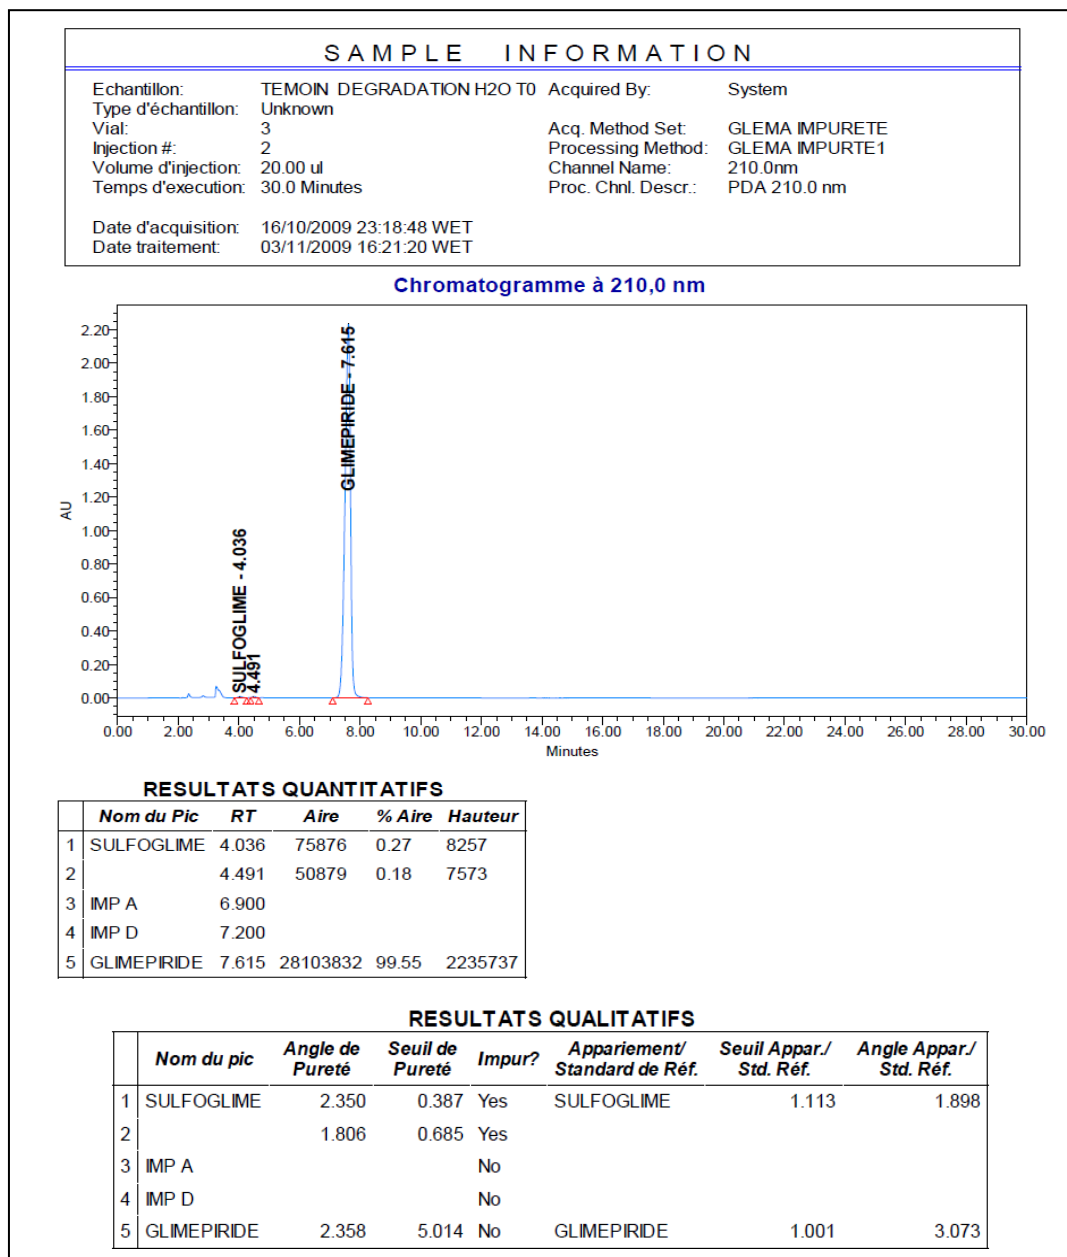 SAMPLE INFORMATION
Echantillon: TEMOIN DEGRADATION H2O T0 Acquired By: System
Type d'échantillon: Unknown
Vial: 3 Acq. Method Set: GLEMA IMPURETE
Injection #: 2 Processing Method: GLEMA IMPURTE1
Volume d'injection: 20.00 ul Channel Name: 210.0nm
Temps d'execution: 30.0 Minutes Proc. Chnl. Descr.: PDA 210.0 nm
Date d'acquisition: 16/10/2009 23:18:48 WET
Date traitement: 03/11/2009 16:21:20 WET
Chromatogramme à 210,0 nm
AU
2.20
2.00
1.80
1.60
1.40
1.20
1.00
0.80
0.60
0.40
0.20
0.00
SULFOGLIME - 4.036
4.491
GLIMEPIRIDE - 7.615
0.00 2.00 4.00 6.00 8.00 10.00 12.00 14.00 16.00 18.00 20.00 22.00 24.00 26.00 28.00 30.00
Minutes
RESULTATS QUANTITATIFS
Nom du Pic RT Aire % Aire Hauteur
1 SULFOGLIME 4.036 75876 0.27 8257
2 4.491 50879 0.18 7573
3 IMP A 6.900
4 IMP D 7.200
5 GLIMEPIRIDE 7.615 28103832 99.55 2235737
RESULTATS QUALITATIFS
Nom du pic Angle de Pureté Seuil de Pureté Impur? Appariement/ Standard de Réf. Seuil Appar./ Std. Réf. Angle Appar./ Std. Réf.
1 SULFOGLIME 2.350 0.387 Yes SULFOGLIME 1.113 1.898
2 1.806 0.685 Yes
3 IMP A No
4 IMP D No
5 GLIMEPIRIDE 2.358 5.014 No GLIMEPIRIDE 1.001 3.073